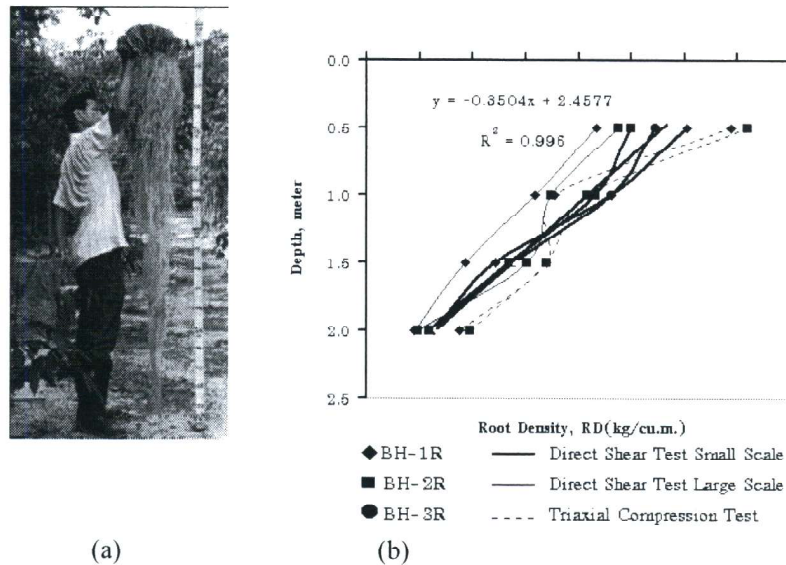 0.0
0.5
1.0
1.5
2.0
2.5
Depth, meter
y = -0.3504x + 2.4577
R² = 0.996
Root Density, RD(kg/cu.m.)
BH-1R Direct Shear Test Small Scale
BH-2R Direct Shear Test Large Scale
BH-3R Triaxial Compression Test
(a) (b)